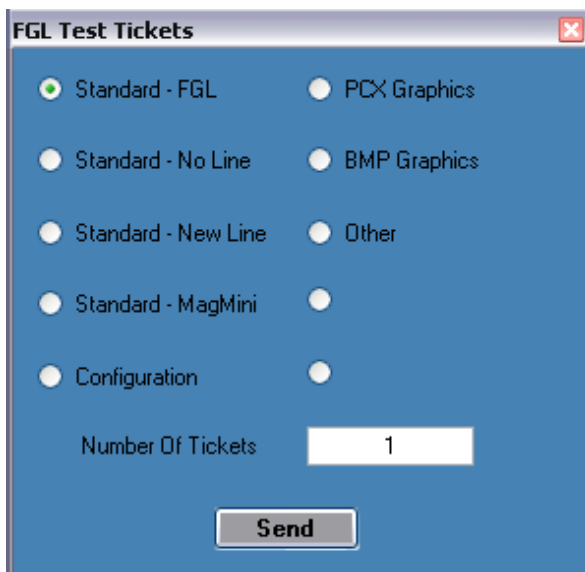 FGL Test Tickets
Standard - FGL
PCX Graphics
Standard - No Line
BMP Graphics
Standard - New Line
Other
Standard - MagMini
Configuration
Number Of Tickets
1
Send